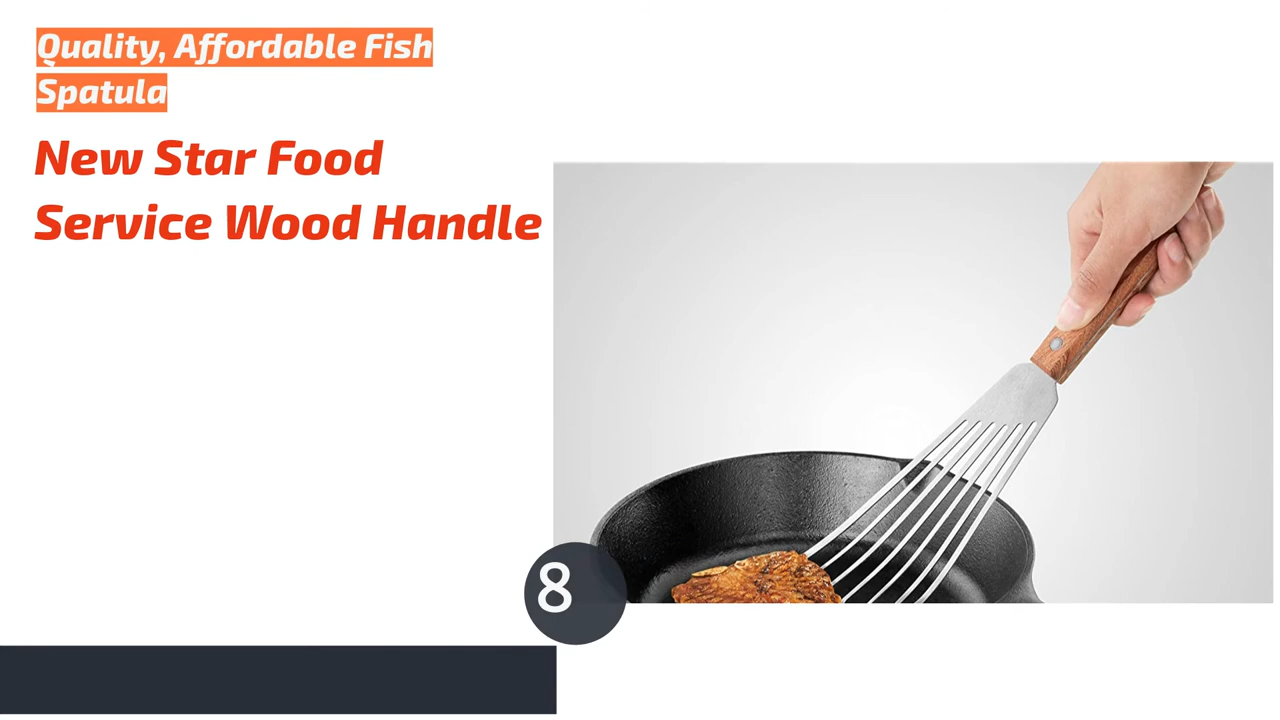 Quality, Affordable Fish
Spatula
New Star Food
Service Wood Handle
8